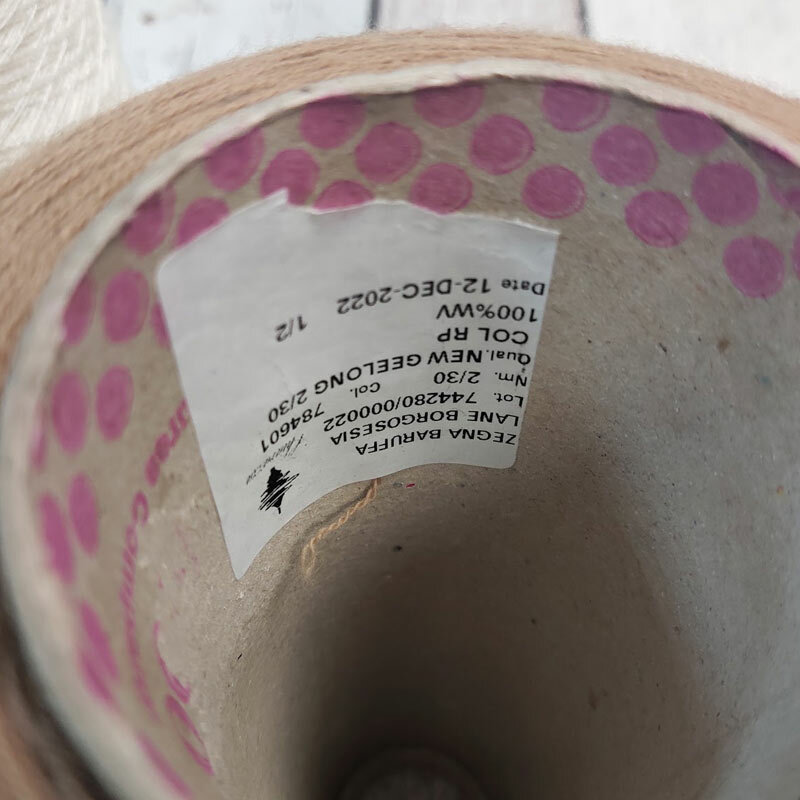 ZEGNA BARUFFA
LANE BORGOSESIA
Lot. 744280/000022
Nm. 2/30 Col. 784601
Qual. NEW GEELONG 2/30
COL RP
100%WV 1/2
Date 12-DEC-2022